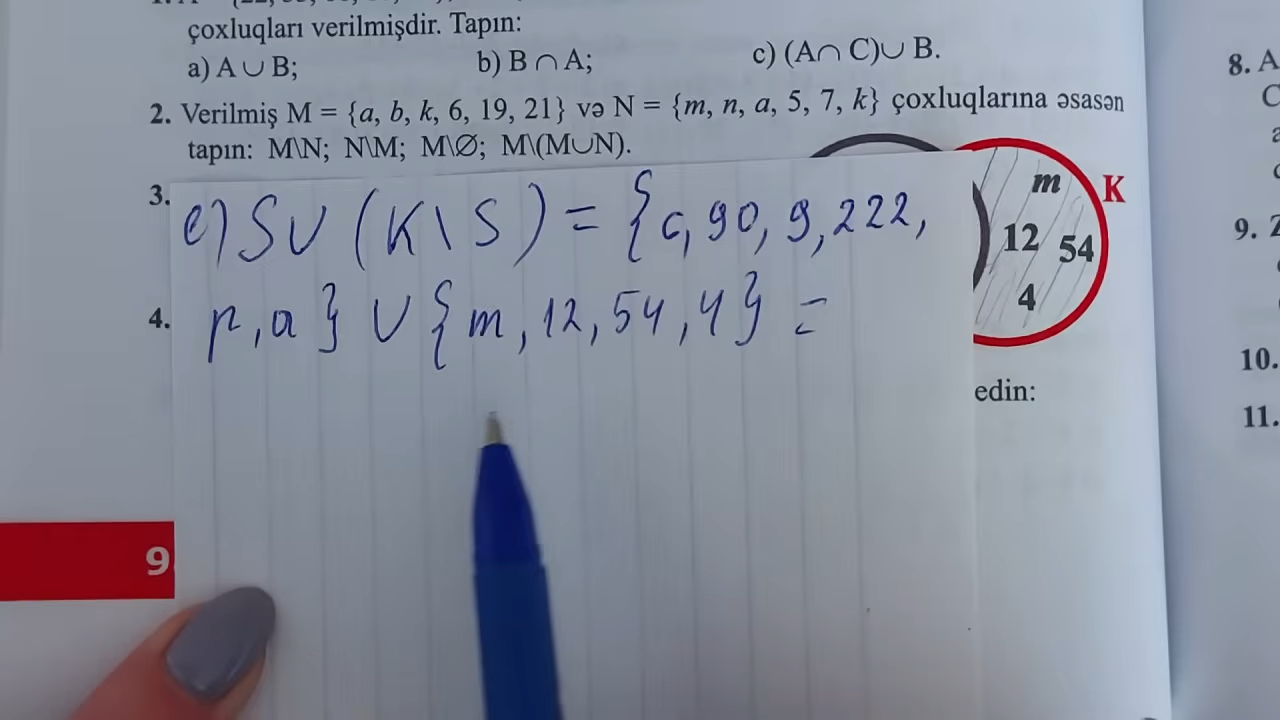 çoxluqları verilmişdir. Tapın:
a) A ∪ B;
b) B ∩ A;
c) (A∩ C)∪ B.
2. Verilmiş M = {a, b, k, 6, 19, 21} və N = {m, n, a, 5, 7, k} çoxluqlarına əsasən
tapın: M\N; N\M; M\Ø; M\(M∪N).
3.
e) S∪(K\S) = {c, 90, 9, 222,
p, a} ∪ {m, 12, 54, 4} =
4.
m
K
12
54
4
edin:
9
8. A
9.
10.
11.